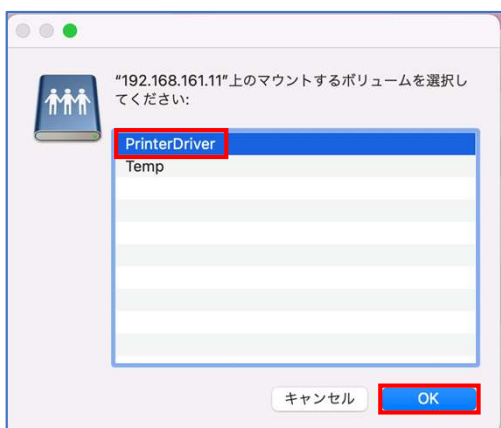 “192.168.161.11”上のマウントするボリュームを選択し
てください:
PrinterDriver
Temp
キャンセル
OK